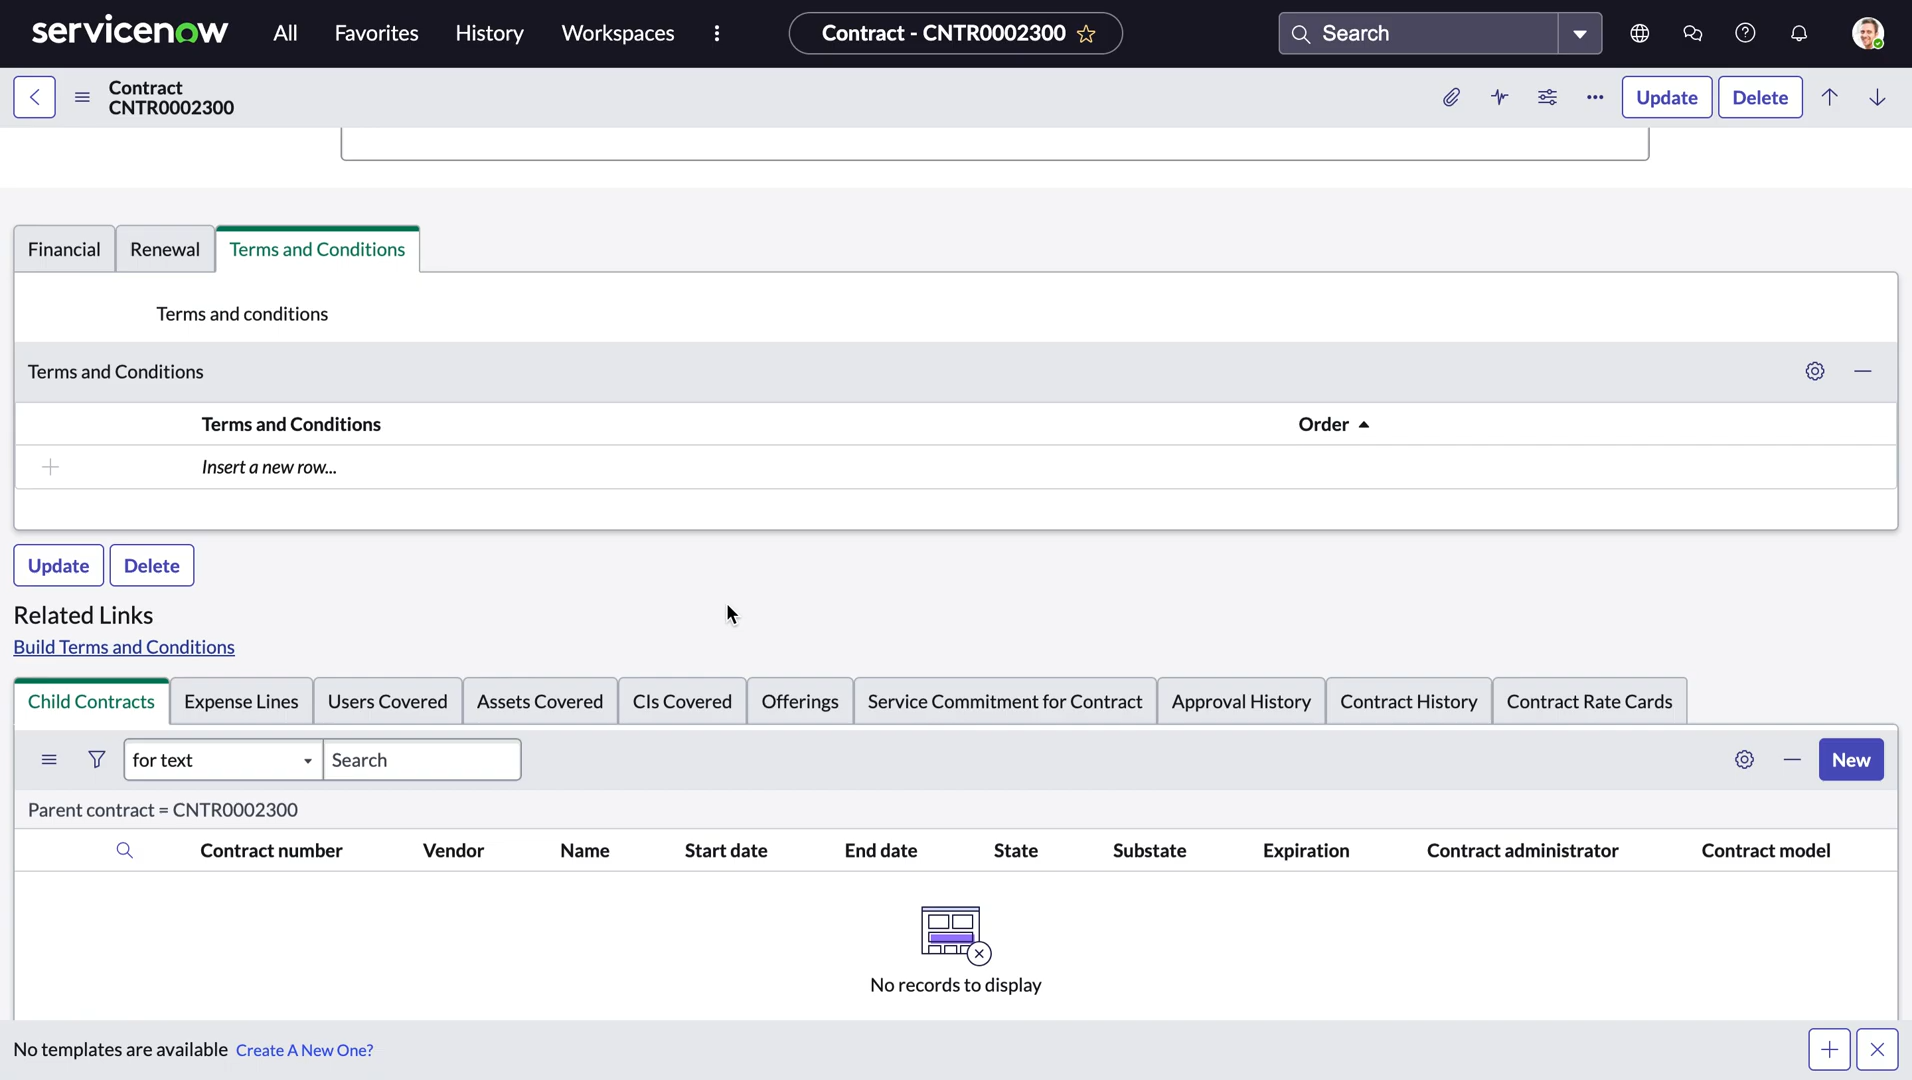 servicenow All Favorites History Workspaces Contract - CNTR0002300 Search
Contract
CNTR0002300
Update Delete
Financial Renewal Terms and Conditions
Terms and conditions
Terms and Conditions
Terms and Conditions Order
Insert a new row...
Update Delete
Related Links
Build Terms and Conditions
Child Contracts Expense Lines Users Covered Assets Covered CIs Covered Offerings Service Commitment for Contract Approval History Contract History Contract Rate Cards
for text Search New
Parent contract = CNTR0002300
Contract number Vendor Name Start date End date State Substate Expiration Contract administrator Contract model
No records to display
No templates are available Create A New One?